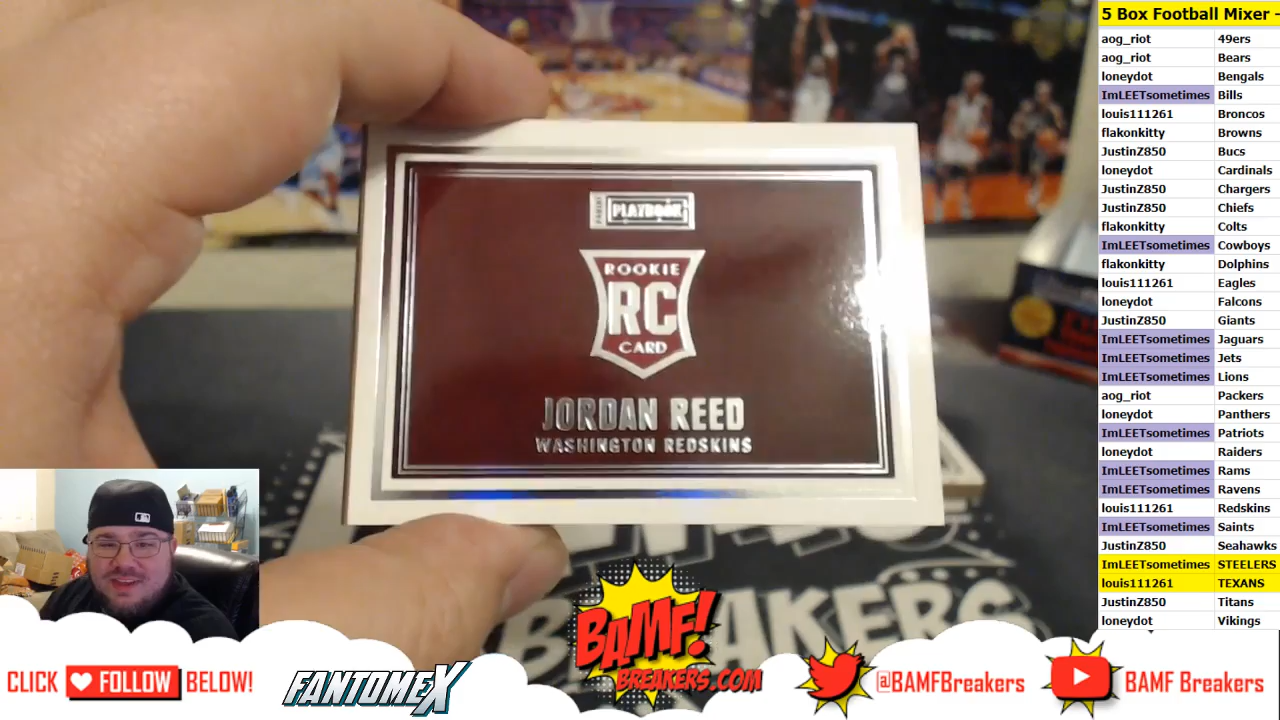 5 Box Football Mixer -
aog_riot 49ers
aog_riot Bears
loneydot Bengals
ImLEETsometimes Bills
louis111261 Broncos
flakonkitty Browns
JustinZ850 Bucs
loneydot Cardinals
JustinZ850 Chargers
JustinZ850 Chiefs
flakonkitty Colts
ImLEETsometimes Cowboys
flakonkitty Dolphins
louis111261 Eagles
loneydot Falcons
JustinZ850 Giants
ImLEETsometimes Jaguars
ImLEETsometimes Jets
ImLEETsometimes Lions
aog_riot Packers
loneydot Panthers
ImLEETsometimes Patriots
loneydot Raiders
ImLEETsometimes Rams
ImLEETsometimes Ravens
louis111261 Redskins
ImLEETsometimes Saints
JustinZ850 Seahawks
ImLEETsometimes STEELERS
louis111261 TEXANS
JustinZ850 Titans
loneydot Vikings
PANINI
PLAYBOOK
ROOKIE
RC
CARD
JORDAN REED
WASHINGTON REDSKINS
BREAKERS
CLICK FOLLOW BELOW!
FANTOMEX
BAMF!
BREAKERS.COM
@BAMFBreakers
BAMF Breakers